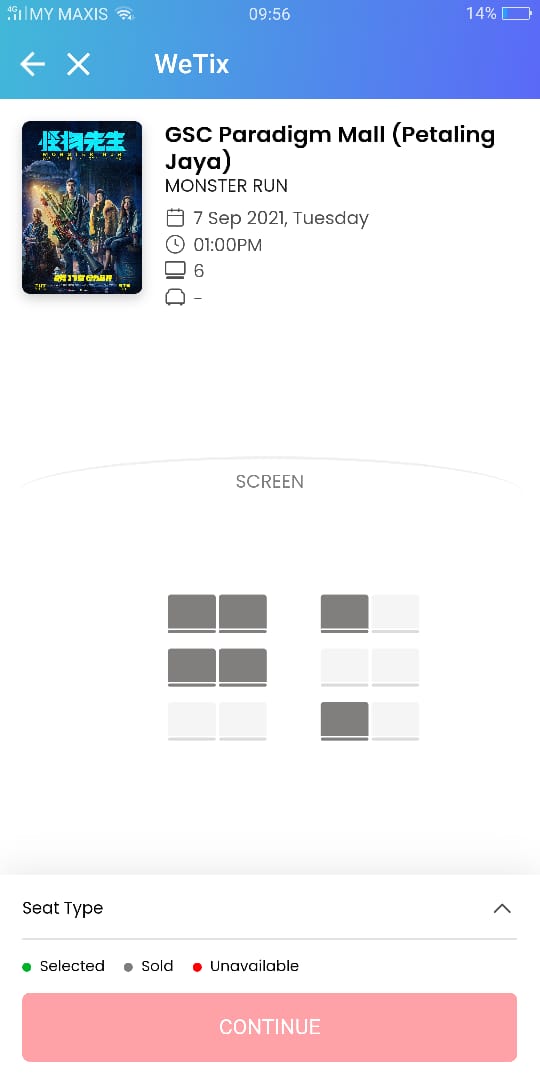 4G MY MAXIS 09:56 14%
WeTix
怪物先生
MONSTER RUN
GSC Paradigm Mall (Petaling
Jaya)
MONSTER RUN
7 Sep 2021, Tuesday
01:00PM
6
-
SCREEN
Seat Type
Selected Sold Unavailable
CONTINUE